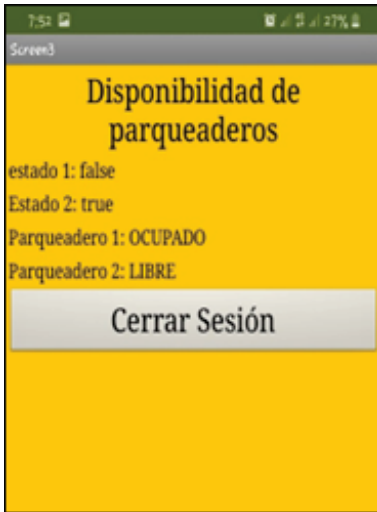 7:52 27%
Screen3
Disponibilidad de
parqueaderos
estado 1: false
Estado 2: true
Parqueadero 1: OCUPADO
Parqueadero 2: LIBRE
Cerrar Sesión